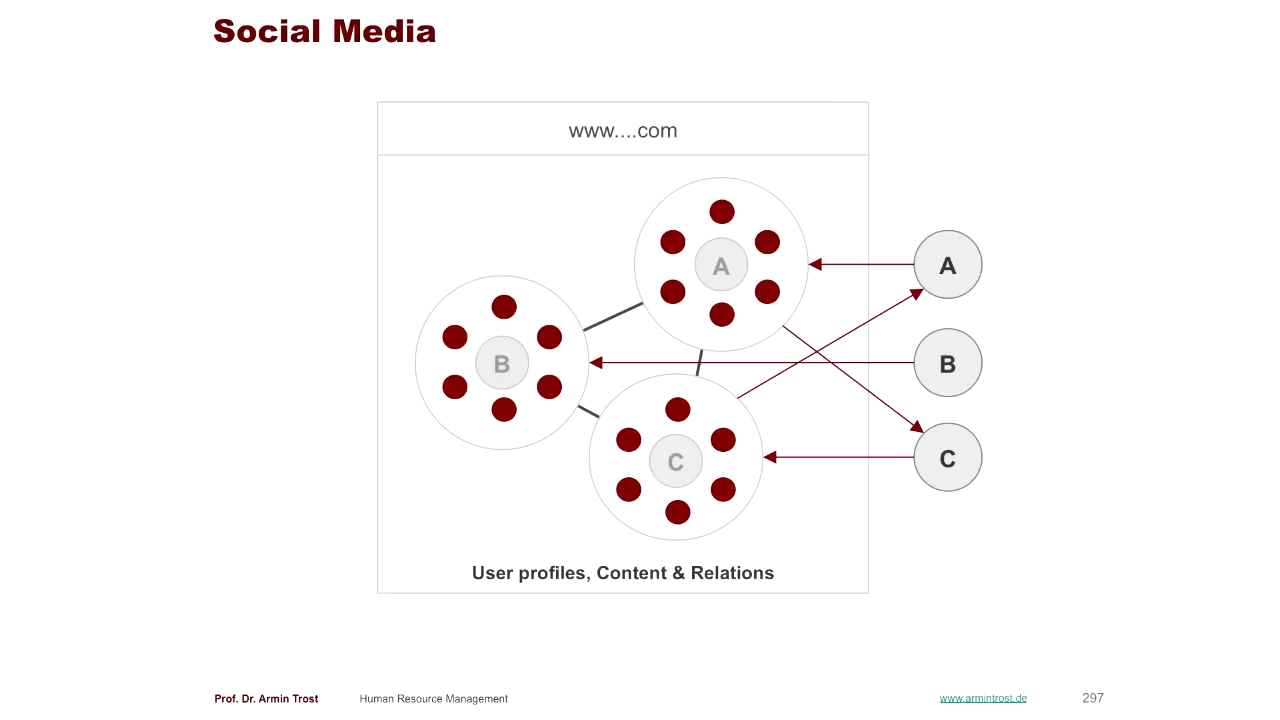 Social Media
www....com
A
A
B
B
C
C
User profiles, Content & Relations
Prof. Dr. Armin Trost Human Resource Management www.armintrost.de 297